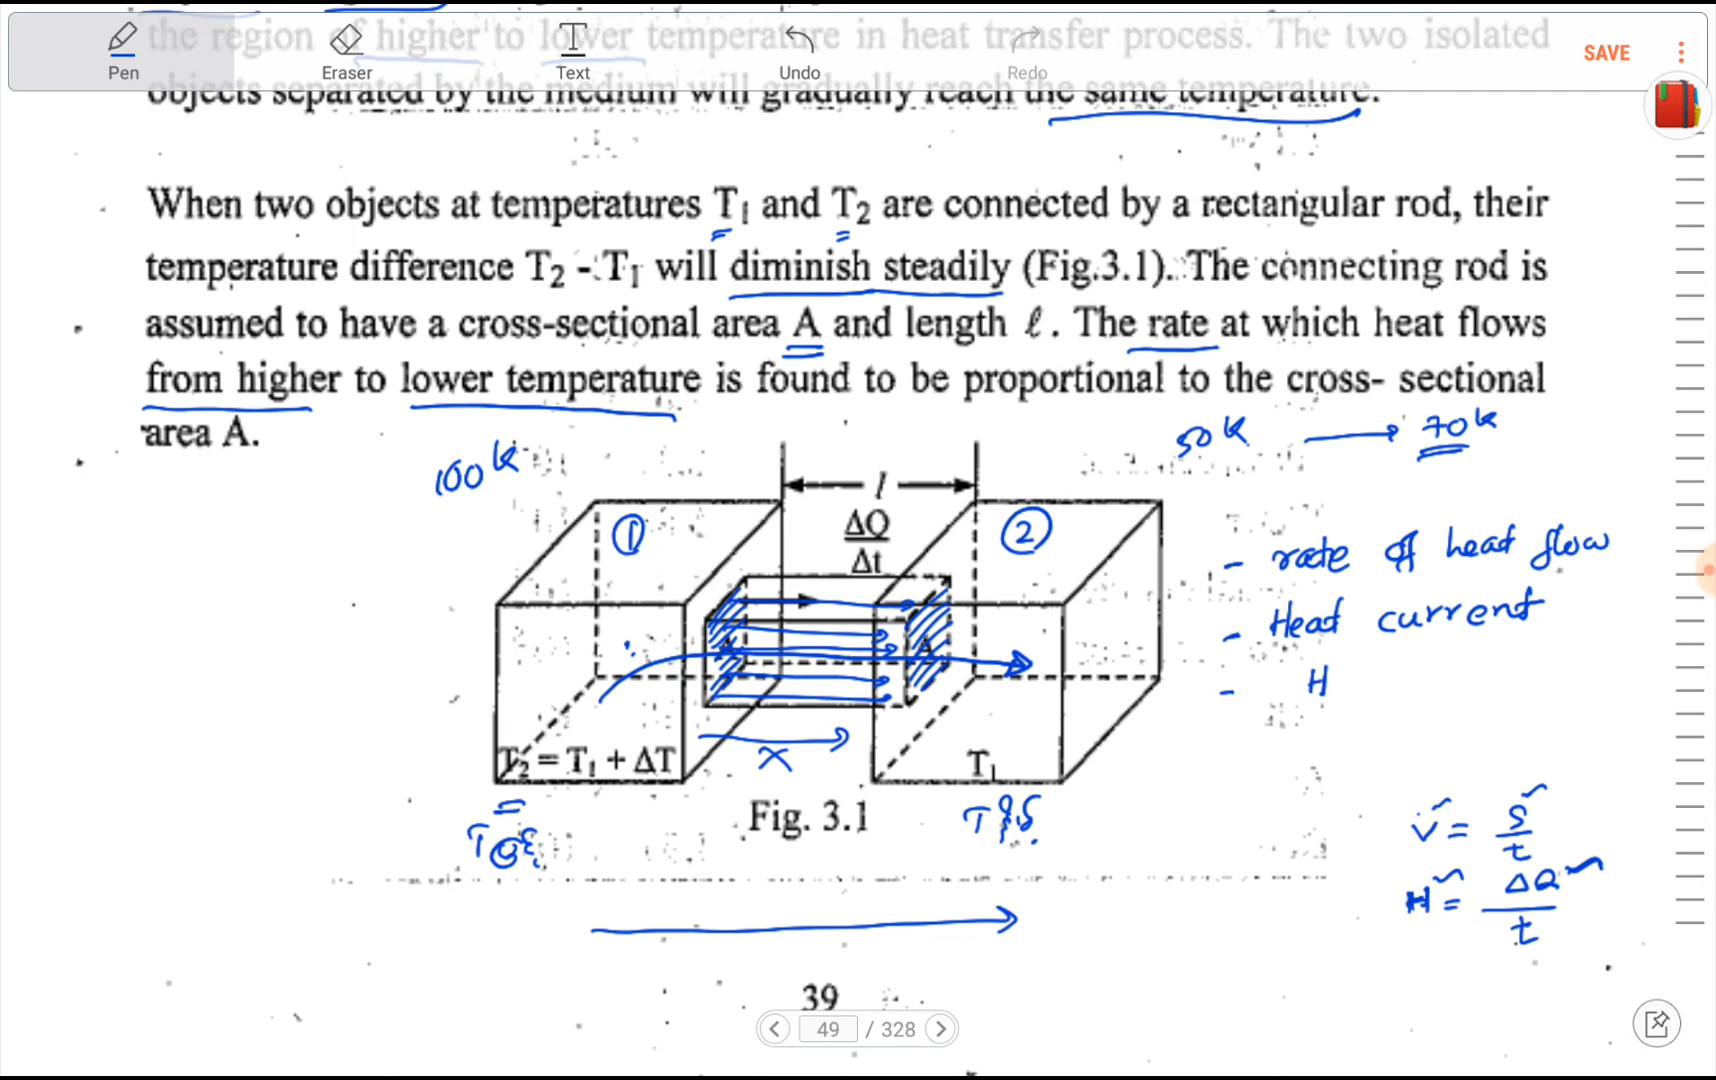 the region of higher to lower temperature in heat transfer process. The two isolated
Pen
Eraser
Text
Undo
Redo
SAVE
objects separated by the medium will gradually reach the same temperature.
When two objects at temperatures T₁ and T₂ are connected by a rectangular rod, their
temperature difference T₂ - T₁ will diminish steadily (Fig.3.1). The connecting rod is
assumed to have a cross-sectional area A and length ℓ. The rate at which heat flows
from higher to lower temperature is found to be proportional to the cross- sectional
area A.
100 K
50 K → 70 K
l
① ②
ΔQ
Δt
- rate of heat flow
- Heat current
- H
A A
x
T₂ = T₁ + ΔT
T₁
Fig. 3.1
v = s/t
H = ΔQ/t
39
49 / 328